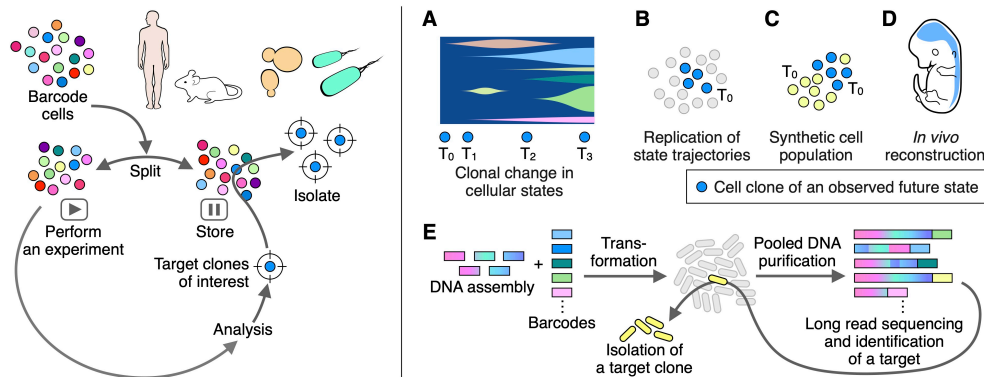 Barcode
cells
Split
Perform
an experiment
Store
Isolate
Target clones
of interest
Analysis
A
T0 T1 T2 T3
Clonal change in
cellular states
B
T0
Replication of
state trajectories
C
T0
T0
Synthetic cell
population
D
In vivo
reconstruction
Cell clone of an observed future state
E
DNA assembly
+
Barcodes
Trans-
formation
Isolation of
a target clone
Pooled DNA
purification
Long read sequencing
and identification
of a target